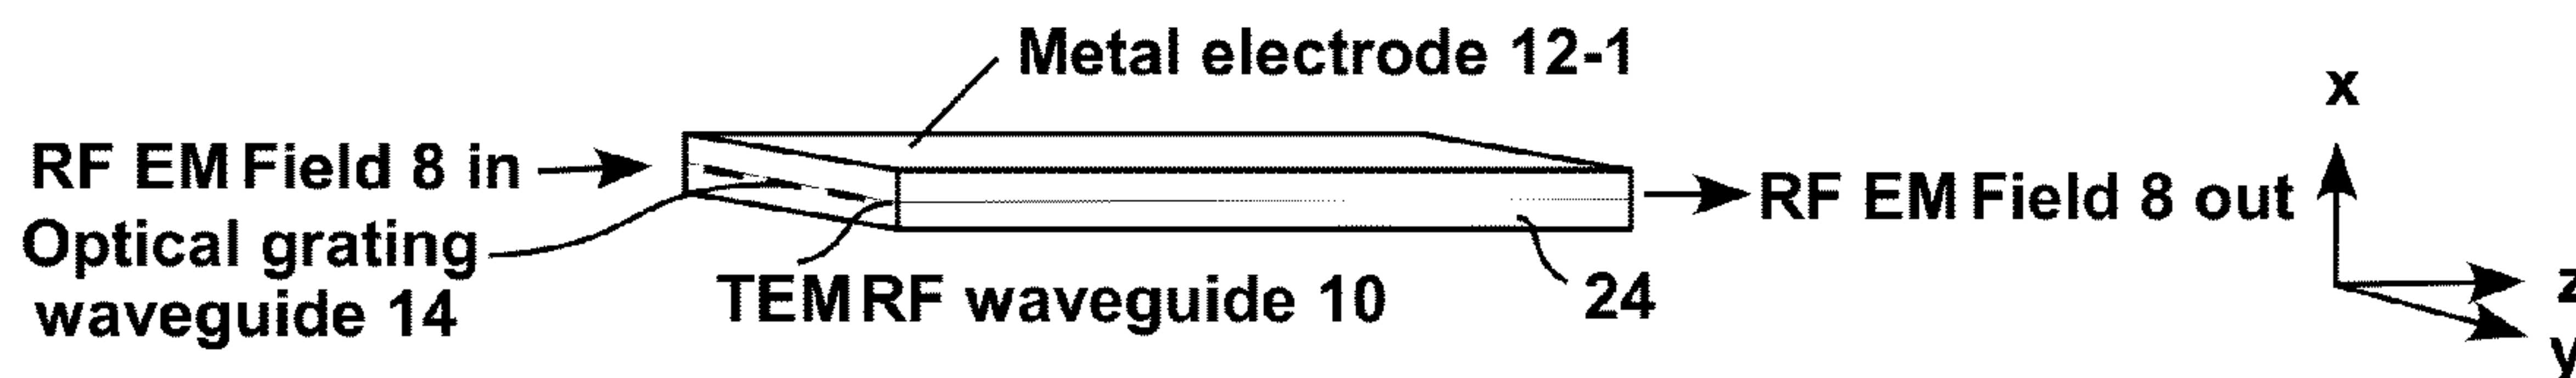 Metal electrode 12-1
x
RF EM Field 8 in
RF EM Field 8 out
Optical grating
waveguide 14
TEM RF waveguide 10
24
z
y